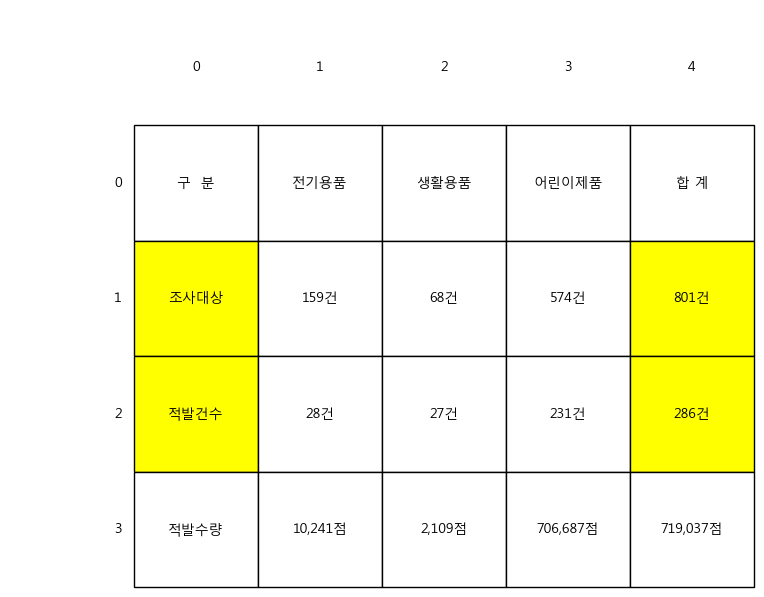 0 1 2 3 4
0 구 분 전기용품 생활용품 어린이제품 합 계
1 조사대상 159건 68건 574건 801건
2 적발건수 28건 27건 231건 286건
3 적발수량 10,241점 2,109점 706,687점 719,037점